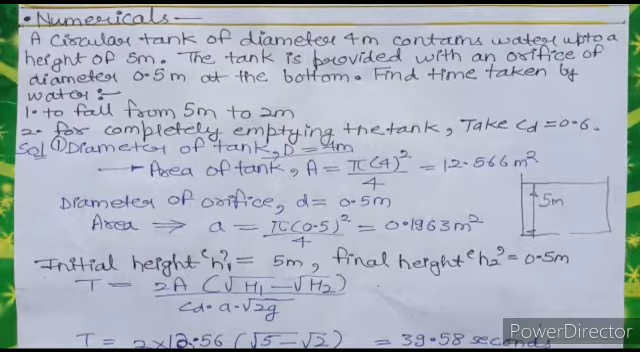 • Numericals —
A Circular tank of diameter 4m contains water upto a
height of 5m. The tank is provided with an orifice of
diameter 0.5m at the bottom. Find time taken by
water :-
1. to fall from 5m to 2m
2. for completely emptying the tank, Take Cd=0.6.
Sol ① Diameter of tank, D = 4m
→ Area of tank, A = π(4)²/4 = 12.566m²
Diameter of orifice, d = 0.5m
Area ⇒ a = π(0.5)²/4 = 0.1963m²
5m
Initial height 'h₁' = 5m, final height 'h₂' = 0.5m
T = 2A (√H₁ - √H₂) / Cd · a · √2g
T = 2×12.56 (√5 - √2) = 39.58 seconds
PowerDirector